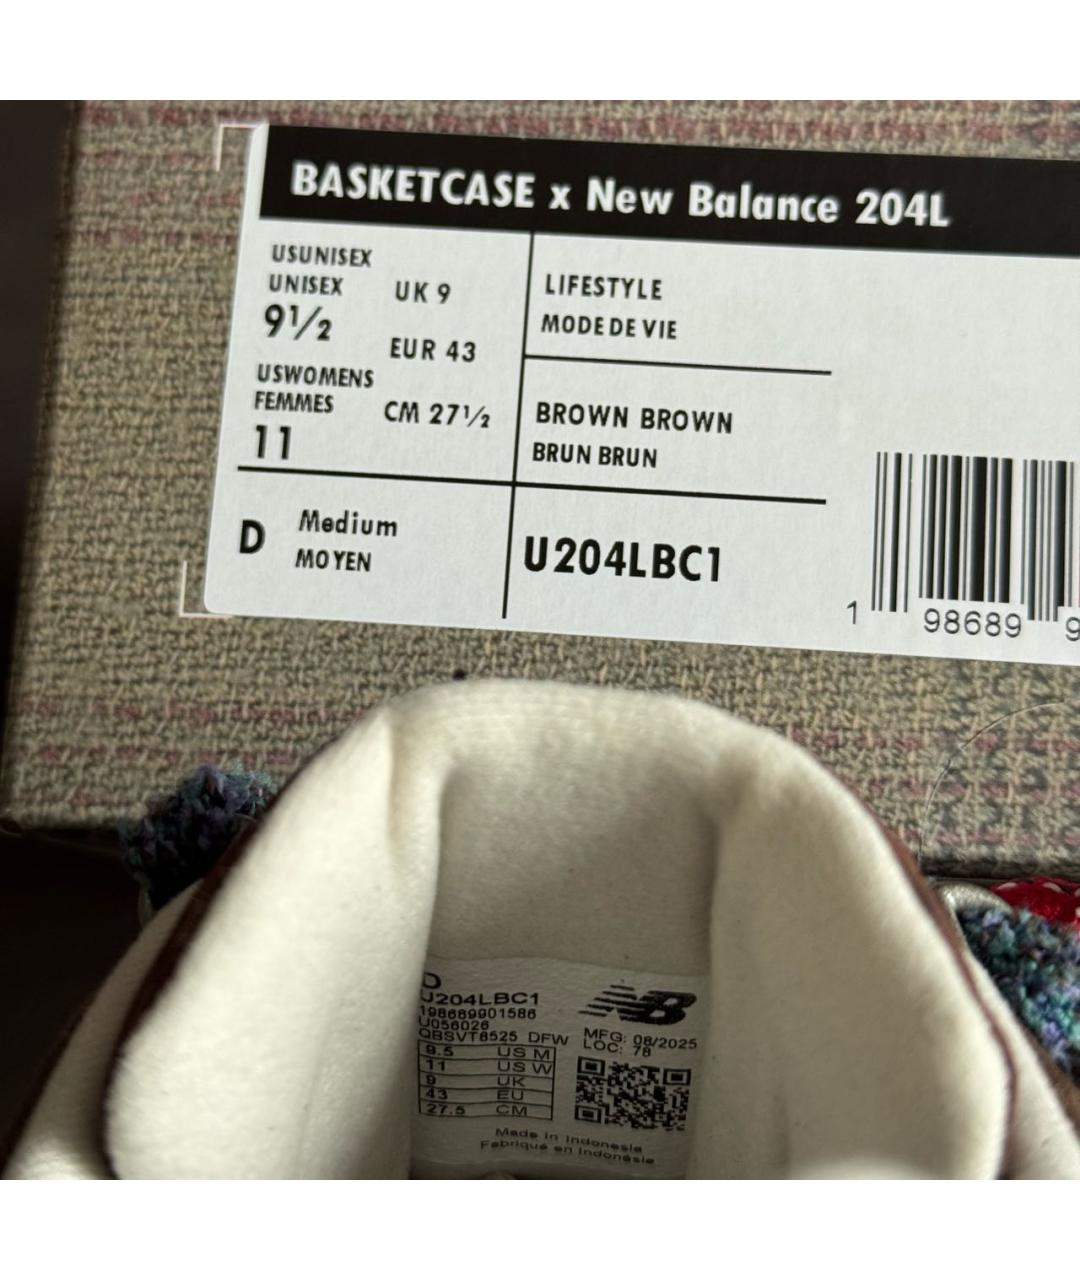 BASKETCASE x New Balance 204L
USUNISEX
UNISEX
9½
USWOMENS
FEMMES
11
UK 9
EUR 43
CM 27½
LIFESTYLE
MODE DE VIE
BROWN BROWN
BRUN BRUN
D
Medium
MOYEN
U204LBC1
1 98689 9
D
U204LBC1
198689901586
U056026
QBSVT8525 DFW
9.5 US M
11 US W
9 UK
43 EU
27.5 CM
NB
MFG: 08/2025
LOC: 78
Made in Indonesia
Fabriqué en Indonésie